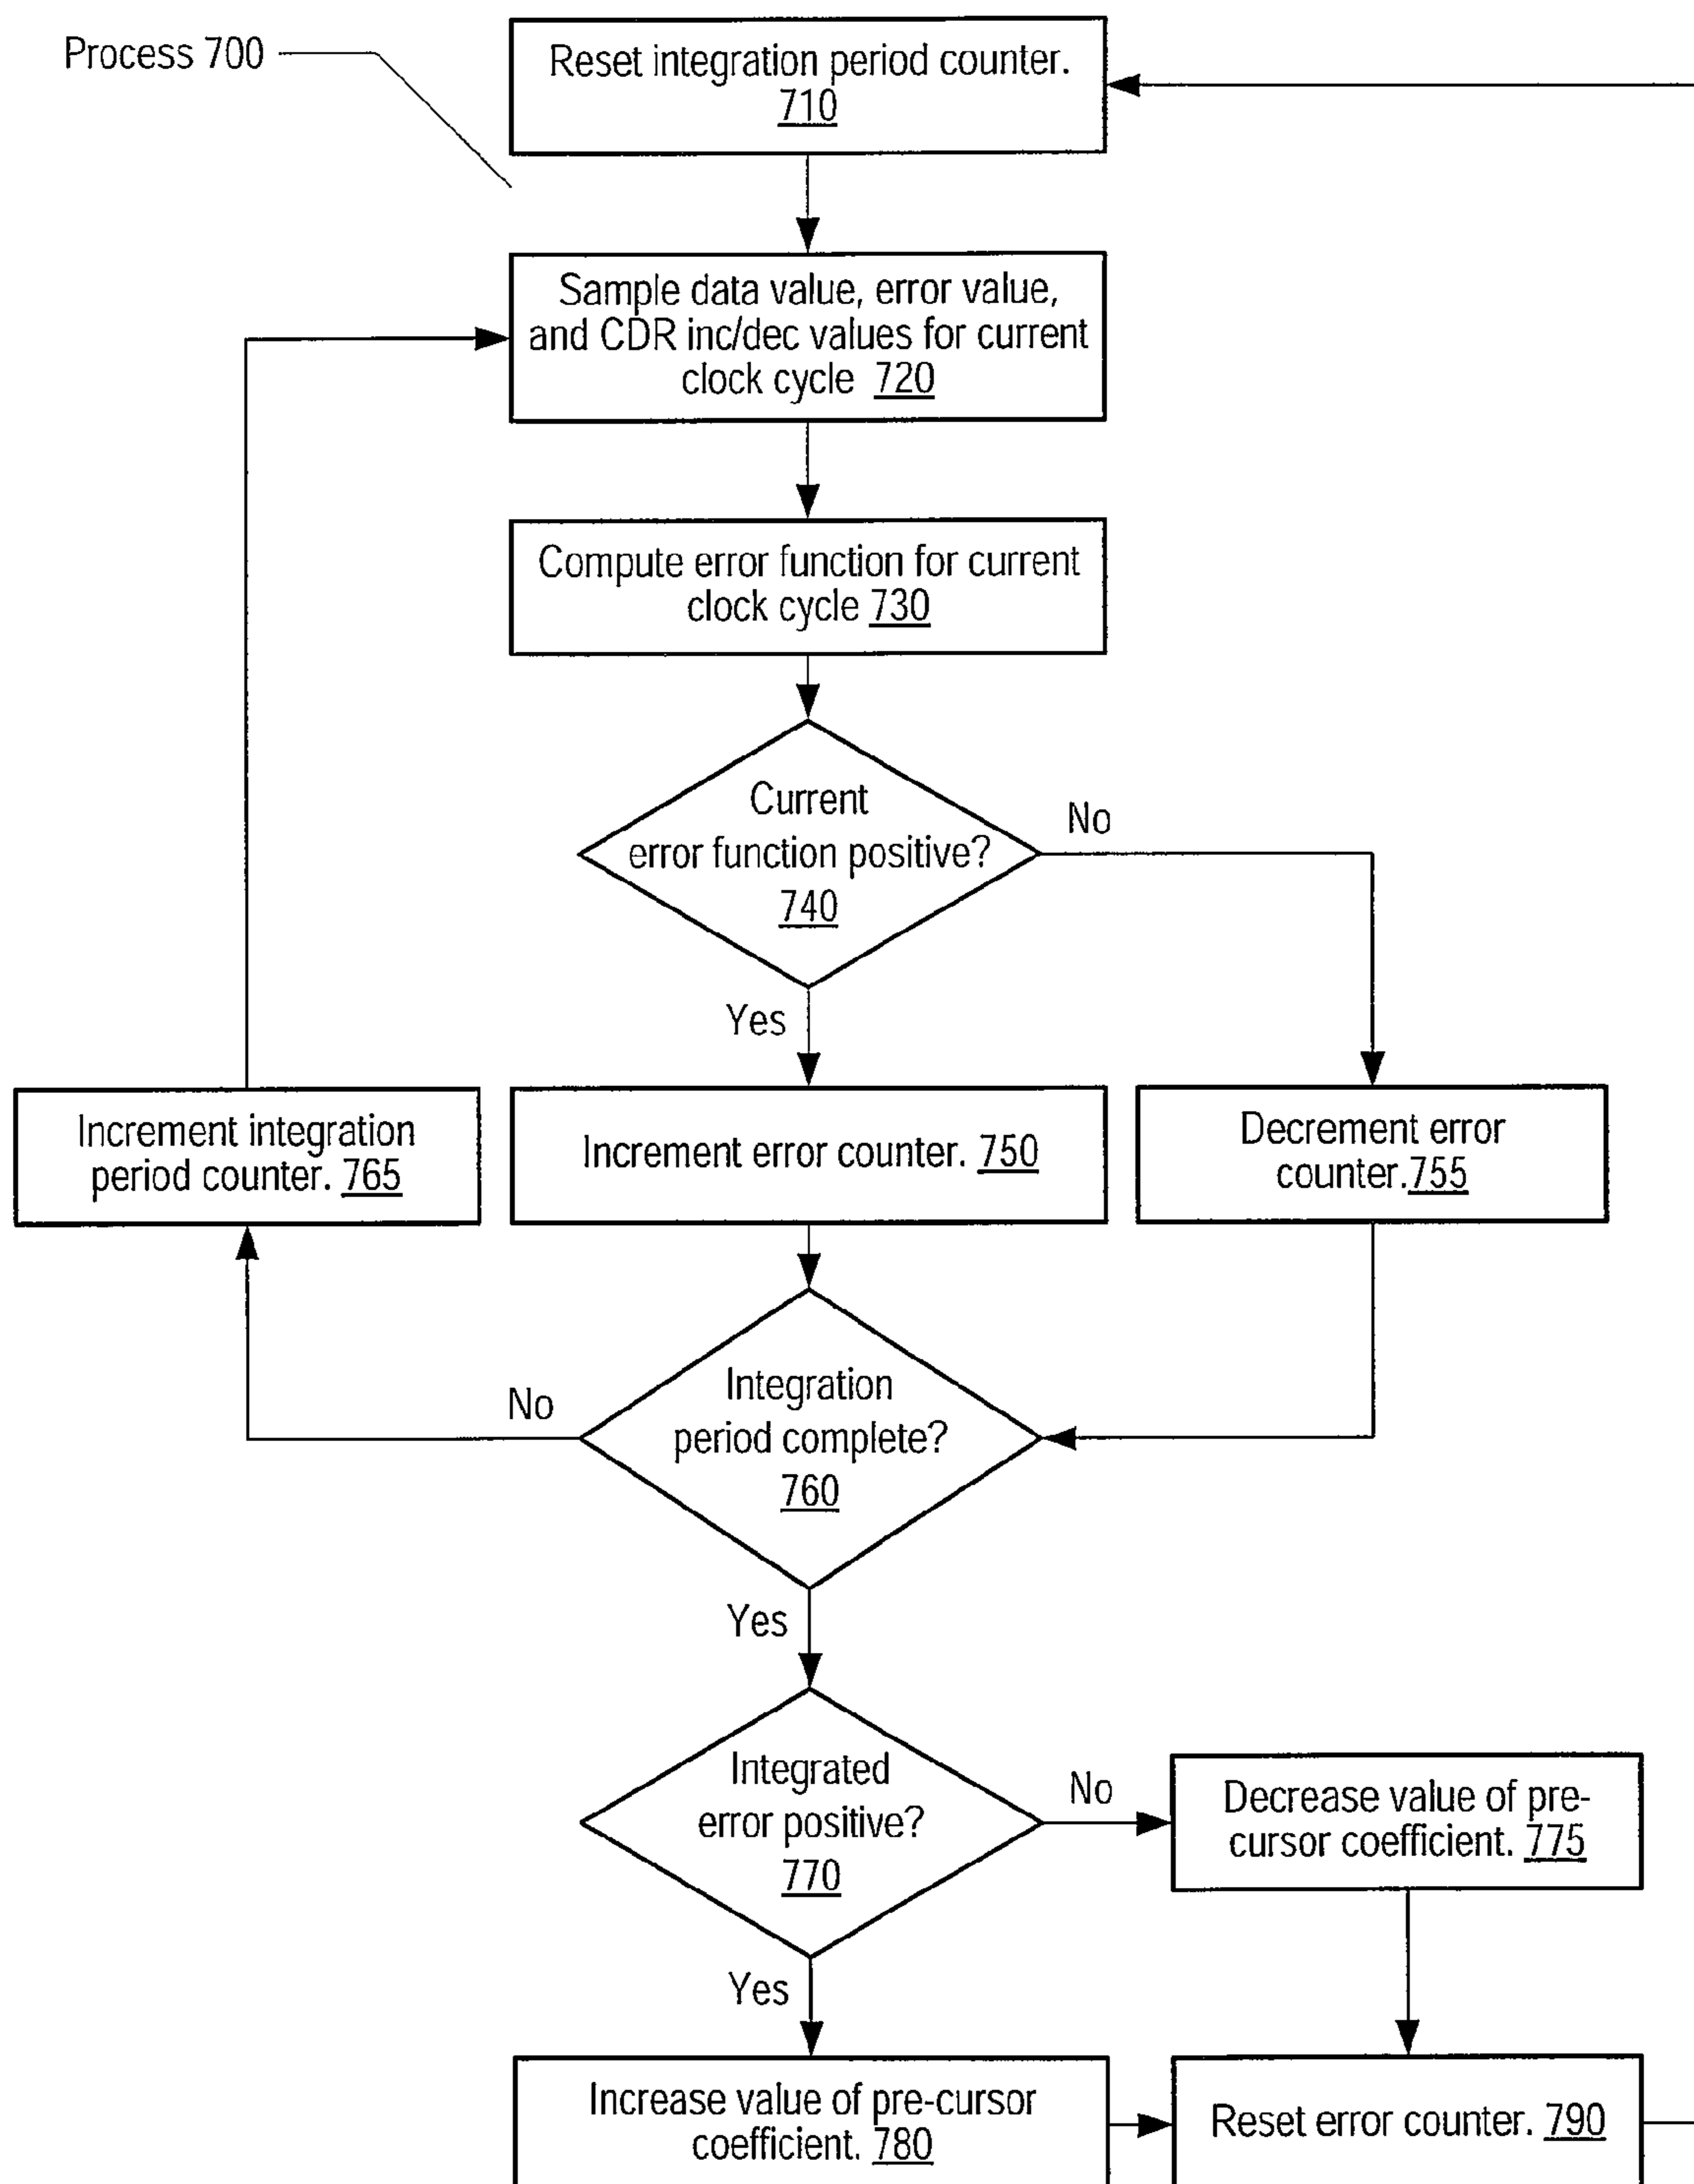 Process 700
Reset integration period counter.
710
Sample data value, error value,
and CDR inc/dec values for current
clock cycle 720
Compute error function for current
clock cycle 730
Current
error function positive?
740
No
Yes
Increment integration
period counter. 765
Increment error counter. 750
Decrement error
counter.755
Integration
period complete?
760
No
Yes
Integrated
error positive?
770
No
Decrease value of pre-
cursor coefficient. 775
Yes
Increase value of pre-cursor
coefficient. 780
Reset error counter. 790